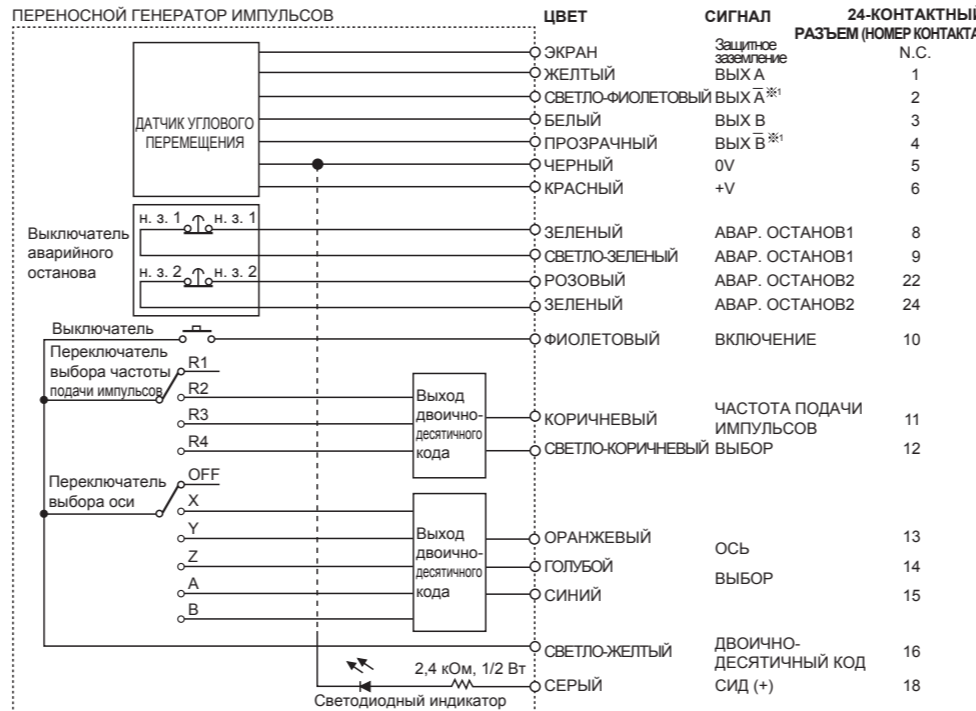 ПЕРЕНОСНОЙ ГЕНЕРАТОР ИМПУЛЬСОВ
ЦВЕТ СИГНАЛ 24-КОНТАКТНЫЙ
РАЗЪЕМ (НОМЕР КОНТАКТА
ДАТЧИК УГЛОВОГО
ПЕРЕМЕЩЕНИЯ
ЭКРАН Защитное заземление N.C.
ЖЕЛТЫЙ ВЫХ A 1
СВЕТЛО-ФИОЛЕТОВЫЙ ВЫХ A̅ ※1 2
БЕЛЫЙ ВЫХ B 3
ПРОЗРАЧНЫЙ ВЫХ B̅ ※1 4
ЧЕРНЫЙ 0V 5
КРАСНЫЙ +V 6
Выключатель
аварийного
останова
н. з. 1 н. з. 1
н. з. 2 н. з. 2
ЗЕЛЕНЫЙ АВАР. ОСТАНОВ1 8
СВЕТЛО-ЗЕЛЕНЫЙ АВАР. ОСТАНОВ1 9
РОЗОВЫЙ АВАР. ОСТАНОВ2 22
ЗЕЛЕНЫЙ АВАР. ОСТАНОВ2 24
Выключатель
ФИОЛЕТОВЫЙ ВКЛЮЧЕНИЕ 10
Переключатель
выбора частоты
подачи импульсов
R1
R2
R3
R4
Выход
двоично-
десятичного
кода
КОРИЧНЕВЫЙ ЧАСТОТА ПОДАЧИ
ИМПУЛЬСОВ 11
СВЕТЛО-КОРИЧНЕВЫЙ ВЫБОР 12
Переключатель
выбора оси
OFF
X
Y
Z
A
B
Выход
двоично-
десятичного
кода
ОРАНЖЕВЫЙ 13
ОСЬ
ГОЛУБОЙ 14
ВЫБОР
СИНИЙ 15
СВЕТЛО-ЖЕЛТЫЙ ДВОИЧНО-
ДЕСЯТИЧНЫЙ КОД 16
2,4 кОм, 1/2 Вт
СЕРЫЙ СИД (+) 18
Светодиодный индикатор